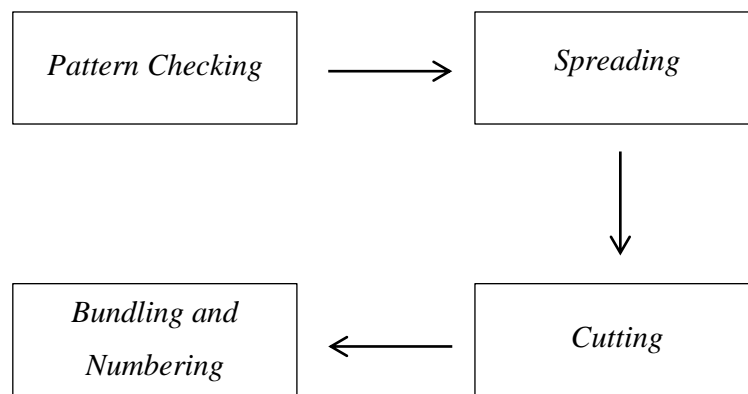 Pattern Checking
Spreading
Cutting
Bundling and
Numbering